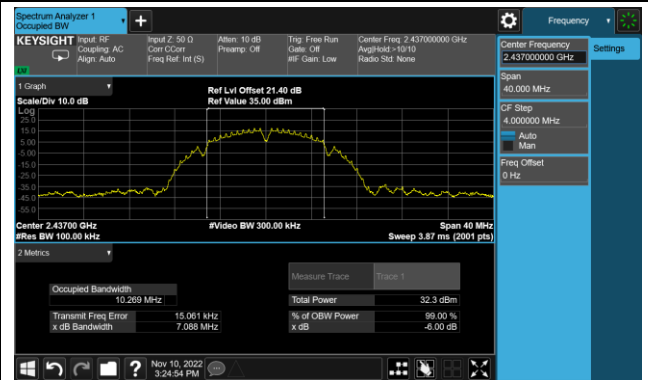 Spectrum Analyzer 1
Occupied BW
Frequency
KEYSIGHT
Input: RF
Coupling: AC
Align: Auto
Input Z: 50 Ω
Corr CCorr
Freq Ref: Int (S)
Atten: 10 dB
Preamp: Off
Trig: Free Run
Gate: Off
#IF Gain: Low
Center Freq: 2.437000000 GHz
Avg|Hold:>10/10
Radio Std: None
Center Frequency
2.437000000 GHz
Settings
Span
40.000 MHz
CF Step
4.000000 MHz
Auto
Man
Freq Offset
0 Hz
1 Graph
Scale/Div 10.0 dB
Ref Lvl Offset 21.40 dB
Ref Value 35.00 dBm
Log
25.0
15.0
5.00
-5.00
-15.0
-25.0
-35.0
-45.0
-55.0
Center 2.43700 GHz
#Res BW 100.00 kHz
#Video BW 300.00 kHz
Span 40 MHz
Sweep 3.87 ms (2001 pts)
2 Metrics
Measure Trace
Trace 1
Occupied Bandwidth
10.269 MHz
Total Power
32.3 dBm
Transmit Freq Error
15.061 kHz
% of OBW Power
99.00 %
x dB Bandwidth
7.088 MHz
x dB
-6.00 dB
Nov 10, 2022
3:24:54 PM